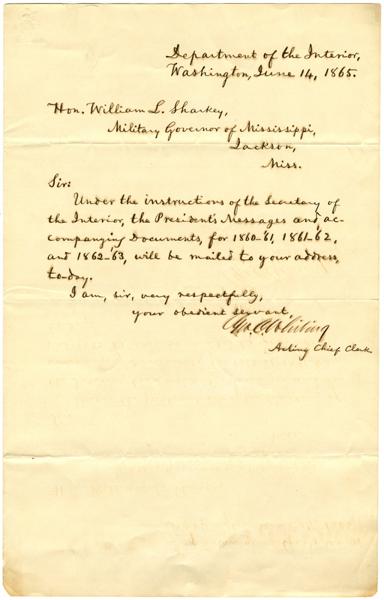 Department of the Interior,
Washington, June 14, 1865.
Hon. William L. Sharkey,
Military Governor of Mississippi,
Jackson,
Miss.
Sir:
Under the instructions of the Secretary of
the Interior, the President's Messages and ac-
companying Documents, for 1860-'61, 1861-'62,
and 1862-'63, will be mailed to your address,
to-day.
I am, sir, very respectfully,
your obedient servant,
Geo. C. Whiting
Acting Chief Clerk